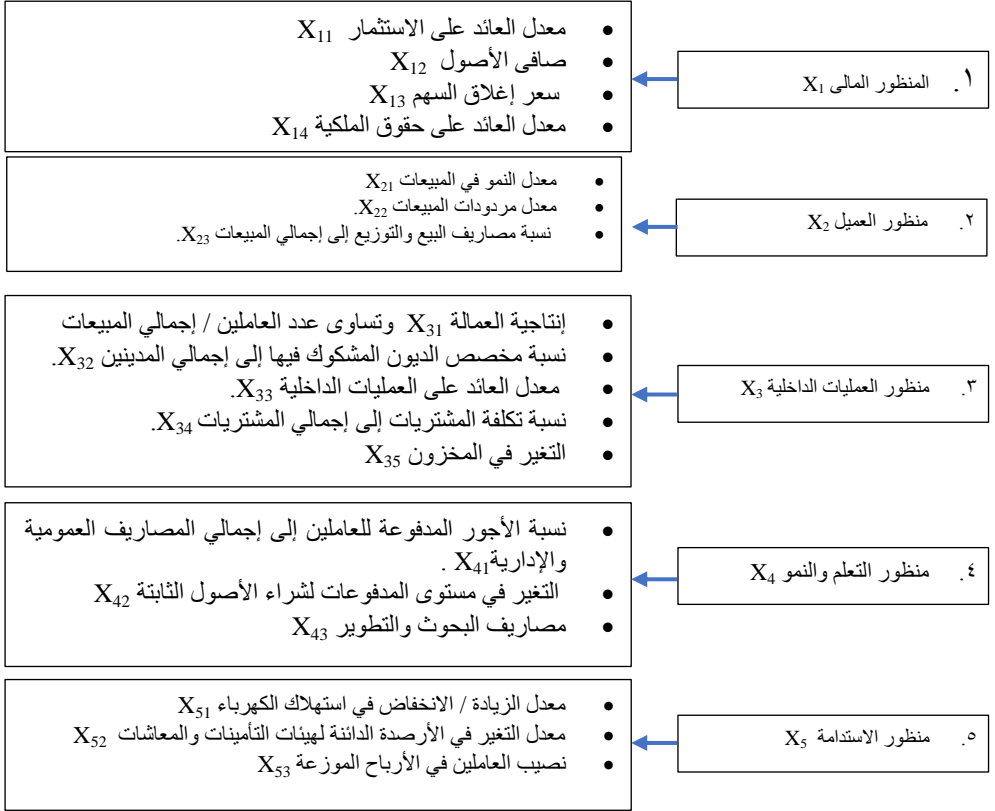 ١. المنظور المالى X₁
• معدل العائد على الاستثمار X₁₁
• صافى الأصول X₁₂
• سعر إغلاق السهم X₁₃
• معدل العائد على حقوق الملكية X₁₄
٢. منظور العميل X₂
• معدل النمو في المبيعات X₂₁
• معدل مردودات المبيعات X₂₂.
• نسبة مصاريف البيع والتوزيع إلى إجمالي المبيعات X₂₃.
٣. منظور العمليات الداخلية X₃
• إنتاجية العمالة X₃₁ وتساوى عدد العاملين / إجمالي المبيعات
• نسبة مخصص الديون المشكوك فيها إلى إجمالي المدينين X₃₂.
• معدل العائد على العمليات الداخلية X₃₃.
• نسبة تكلفة المشتريات إلى إجمالي المشتريات X₃₄.
• التغير في المخزون X₃₅
٤. منظور التعلم والنمو X₄
• نسبة الأجور المدفوعة للعاملين إلى إجمالي المصاريف العمومية
والإدارية X₄₁ .
• التغير في مستوى المدفوعات لشراء الأصول الثابتة X₄₂
• مصاريف البحوث والتطوير X₄₃
٥. منظور الاستدامة X₅
• معدل الزيادة / الانخفاض في استهلاك الكهرباء X₅₁
• معدل التغير في الأرصدة الدائنة لهيئات التأمينات والمعاشات X₅₂
• نصيب العاملين في الأرباح الموزعة X₅₃